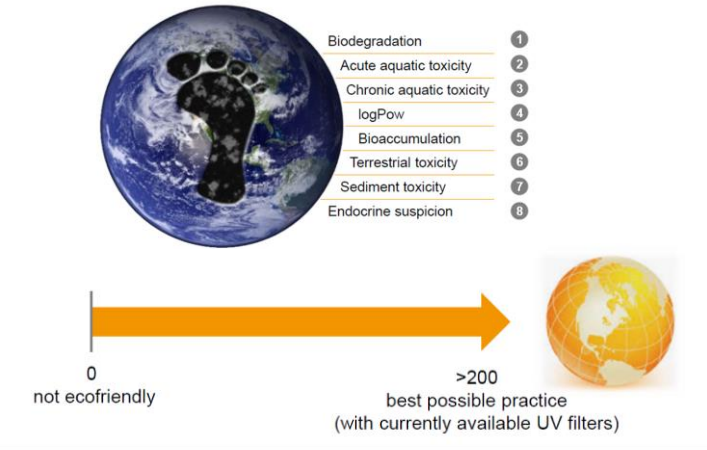 Biodegradation 1
Acute aquatic toxicity 2
Chronic aquatic toxicity 3
logPow 4
Bioaccumulation 5
Terrestrial toxicity 6
Sediment toxicity 7
Endocrine suspicion 8
0
not ecofriendly
>200
best possible practice
(with currently available UV filters)